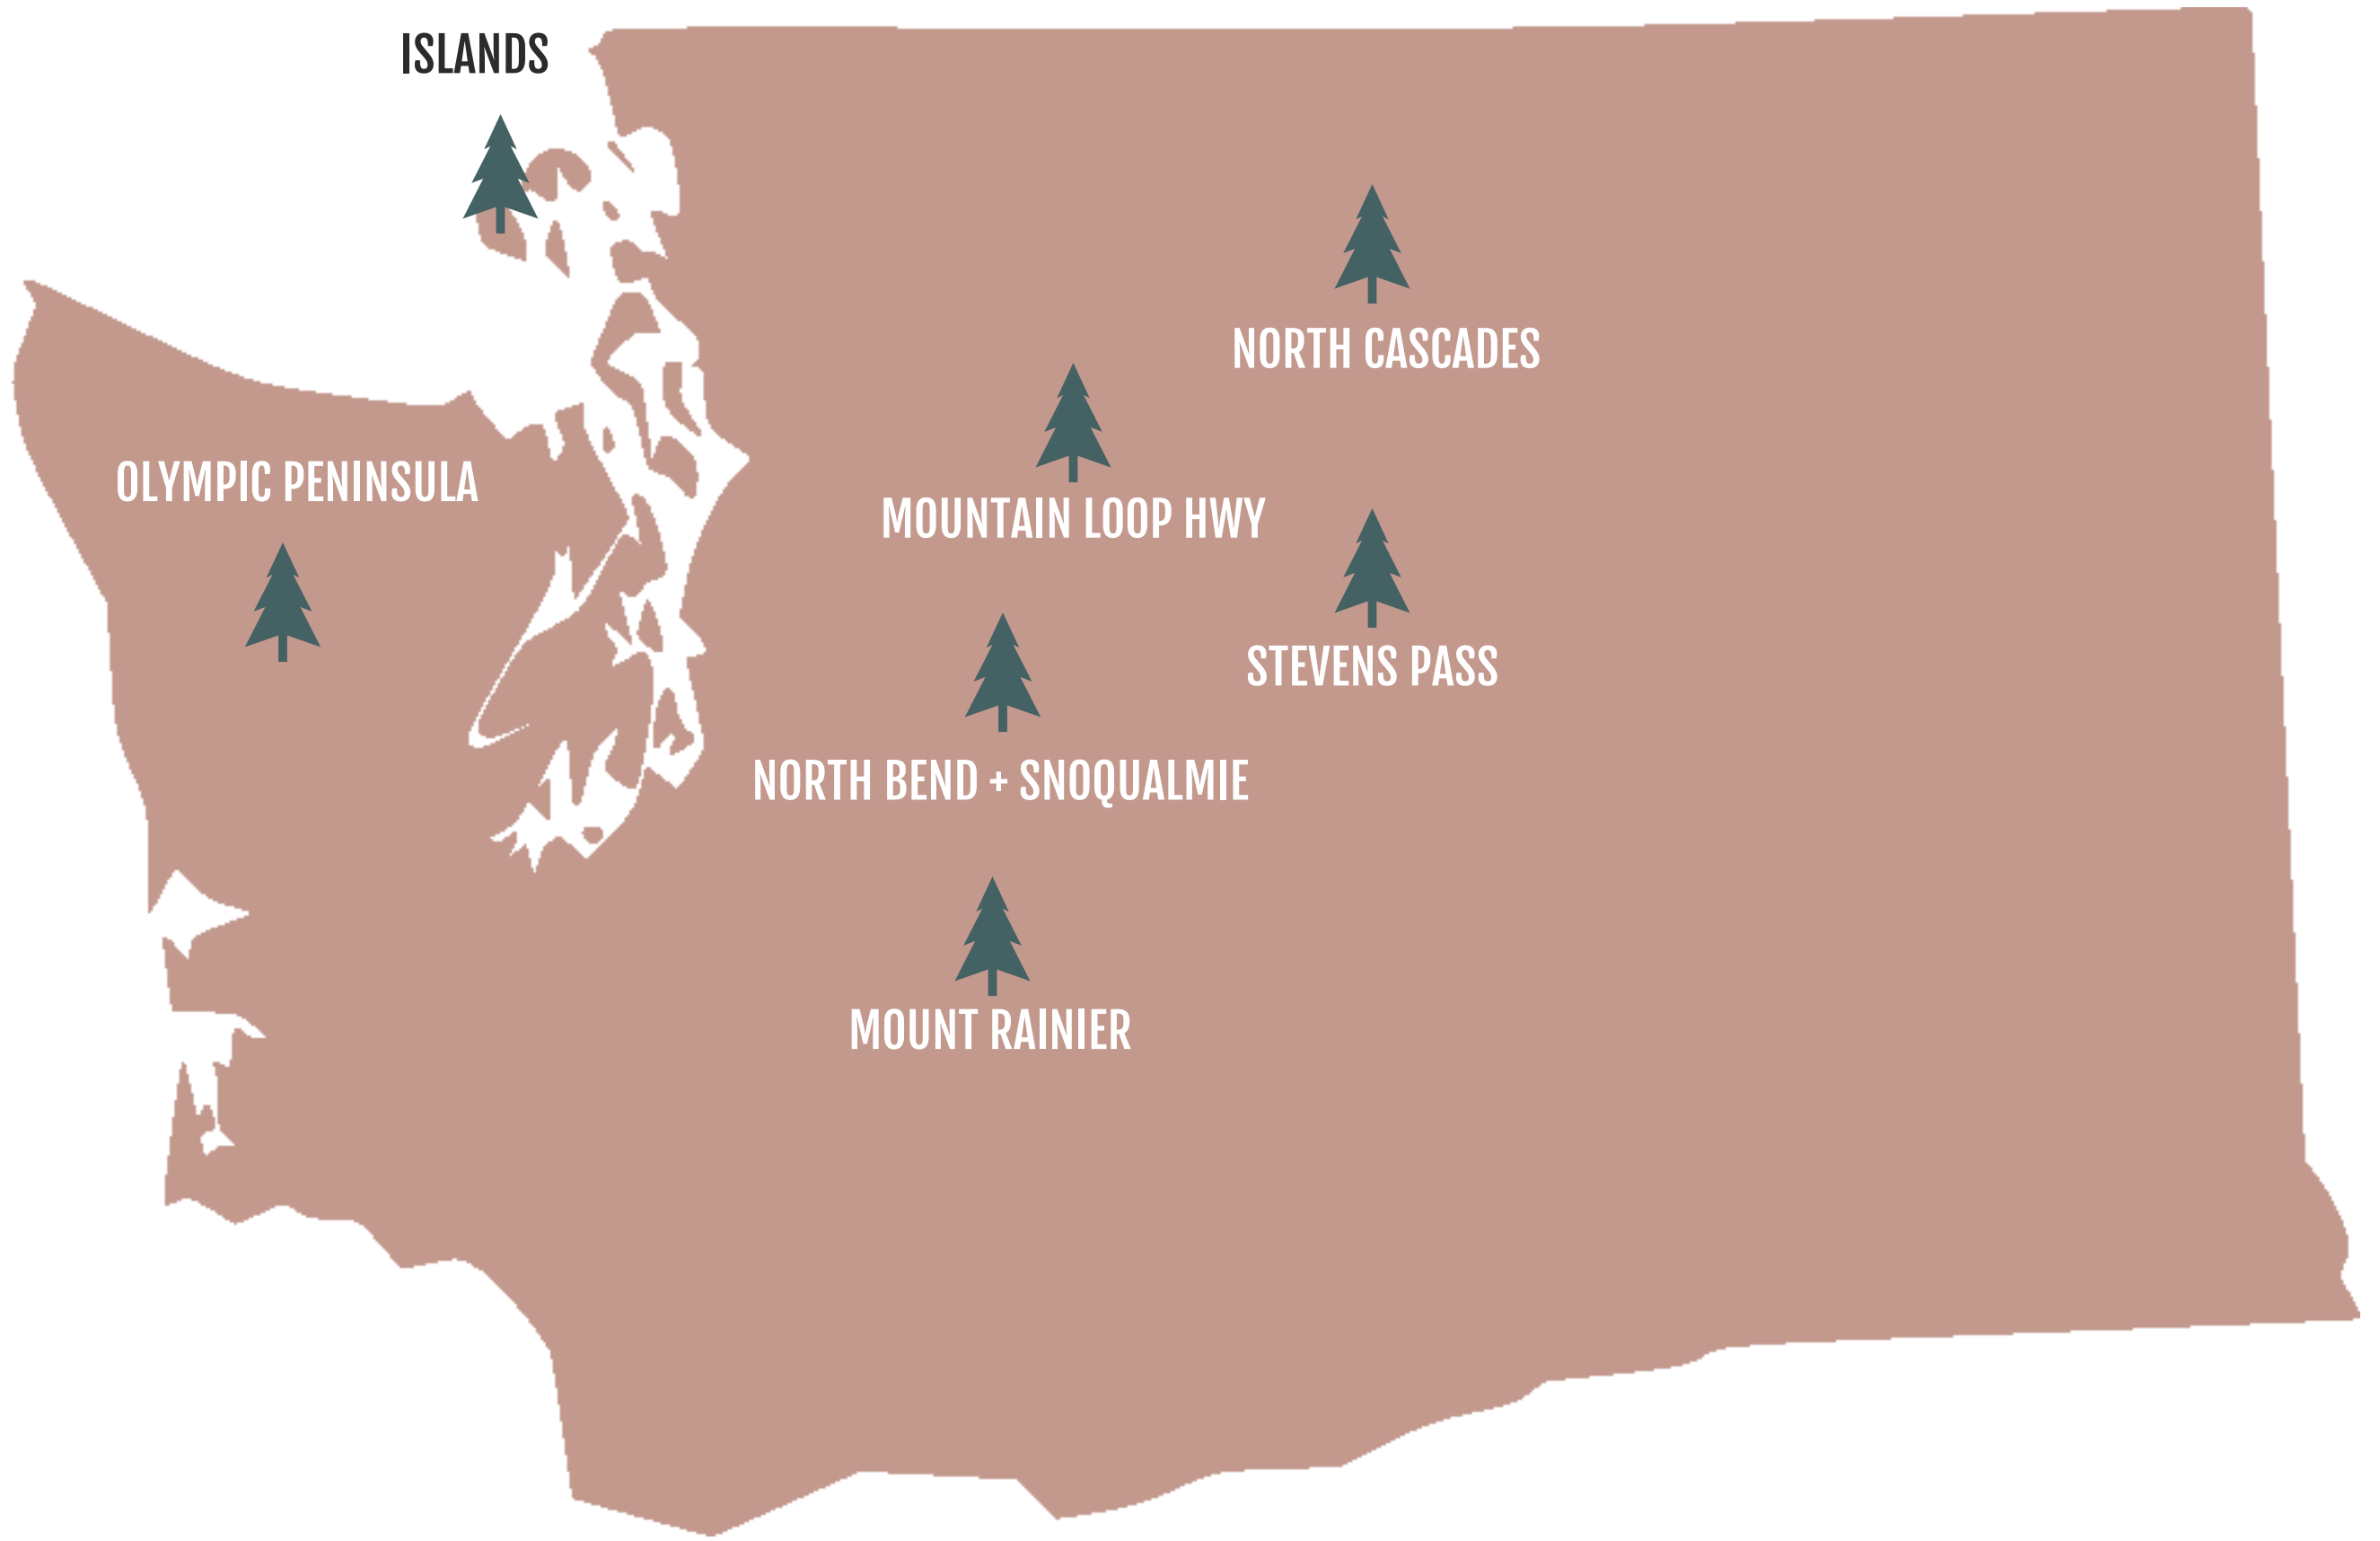 ISLANDS
NORTH CASCADES
OLYMPIC PENINSULA
MOUNTAIN LOOP HWY
STEVENS PASS
NORTH BEND + SNOQUALMIE
MOUNT RAINIER